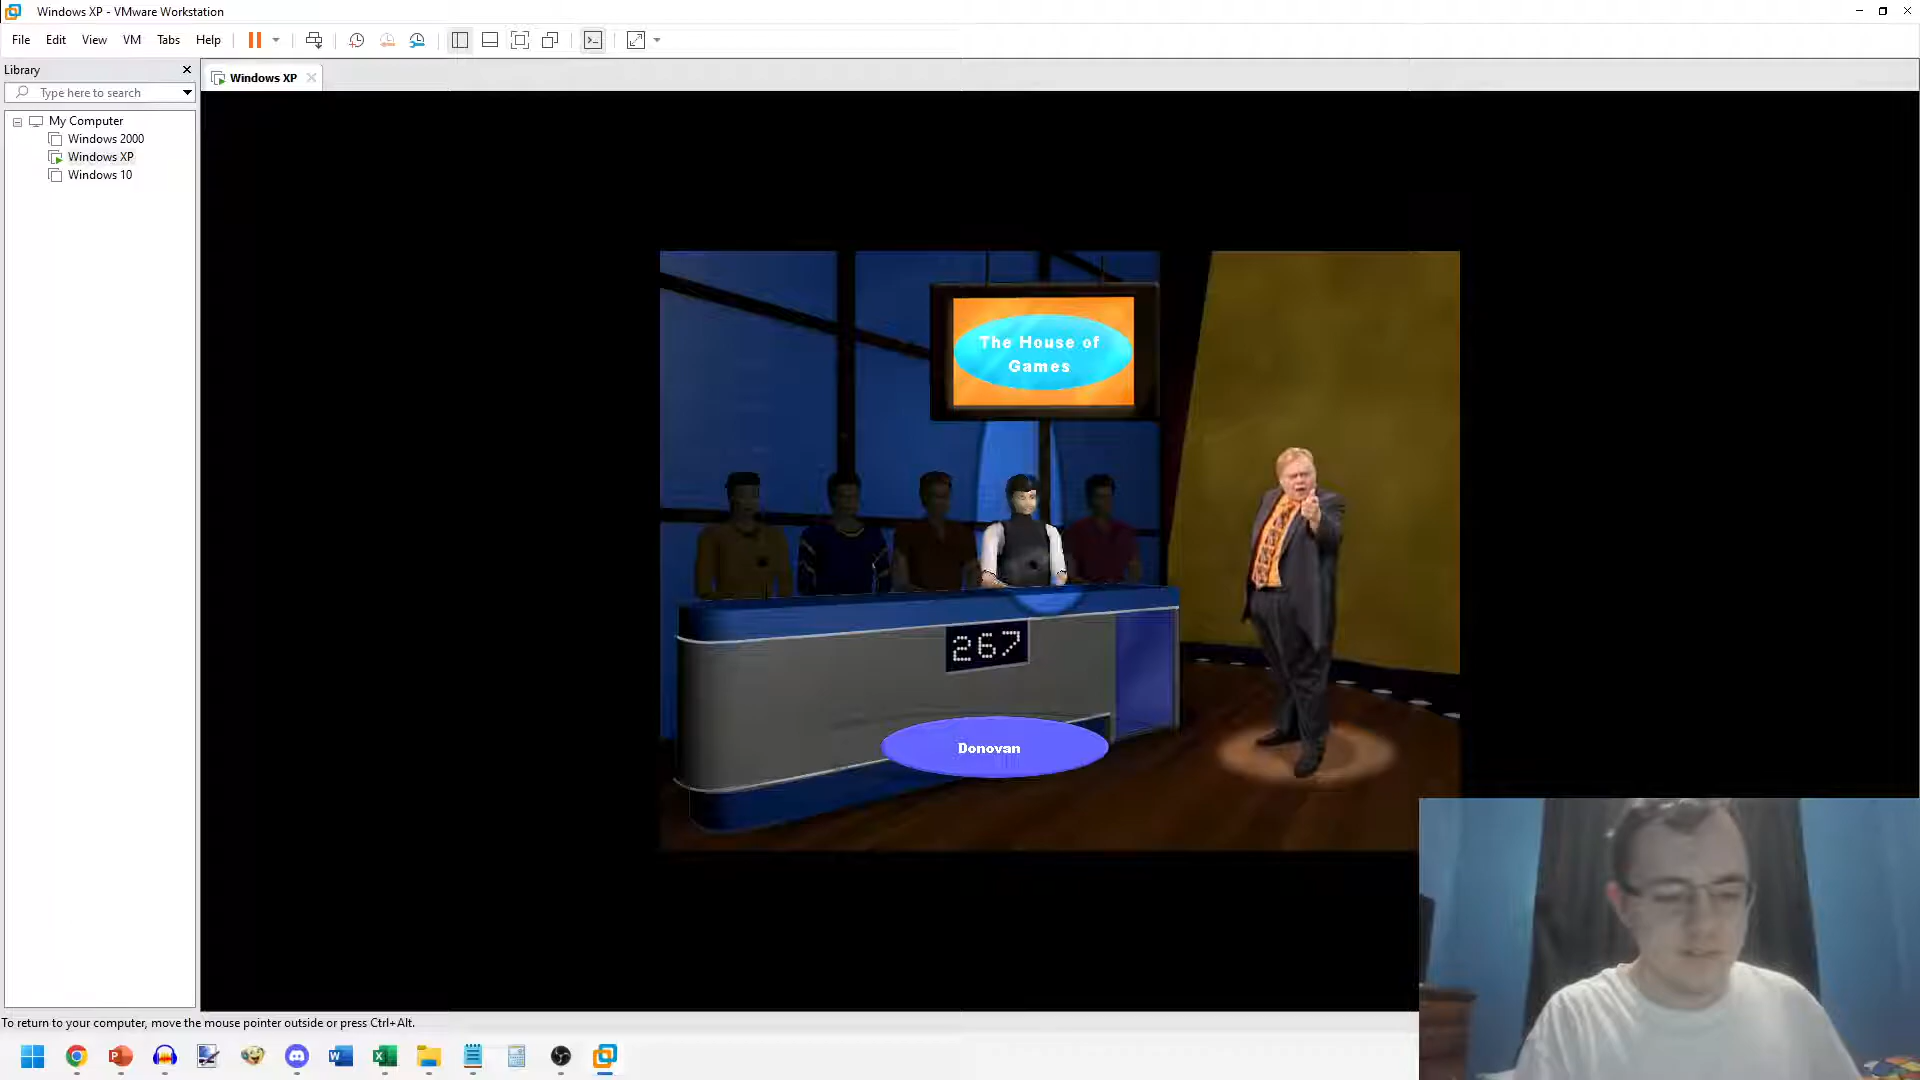 Windows XP - VMware Workstation
File Edit View VM Tabs Help
Library
Windows XP
Type here to search
My Computer
Windows 2000
Windows XP
Windows 10
The House of
Games
267
Donovan
To return to your computer, move the mouse pointer outside or press Ctrl+Alt.